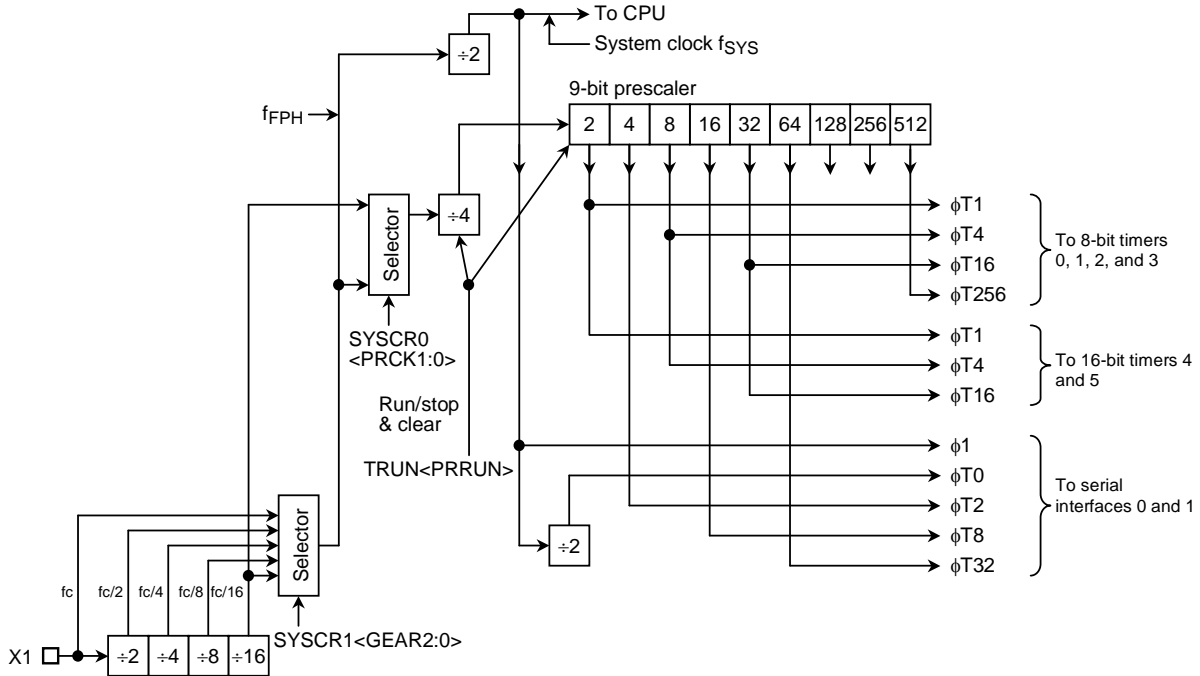 ÷2
To CPU
System clock fSYS
fFPH
9-bit prescaler
2 4 8 16 32 64 128 256 512
Selector
÷4
ϕT1
ϕT4
ϕT16
ϕT256
To 8-bit timers
0, 1, 2, and 3
SYSCR0
<PRCK1:0>
ϕT1
ϕT4
ϕT16
To 16-bit timers 4
and 5
Run/stop
& clear
TRUN<PRRUN>
ϕ1
ϕT0
ϕT2
ϕT8
ϕT32
To serial
interfaces 0 and 1
÷2
Selector
fc fc/2 fc/4 fc/8 fc/16
SYSCR1<GEAR2:0>
X1
÷2 ÷4 ÷8 ÷16